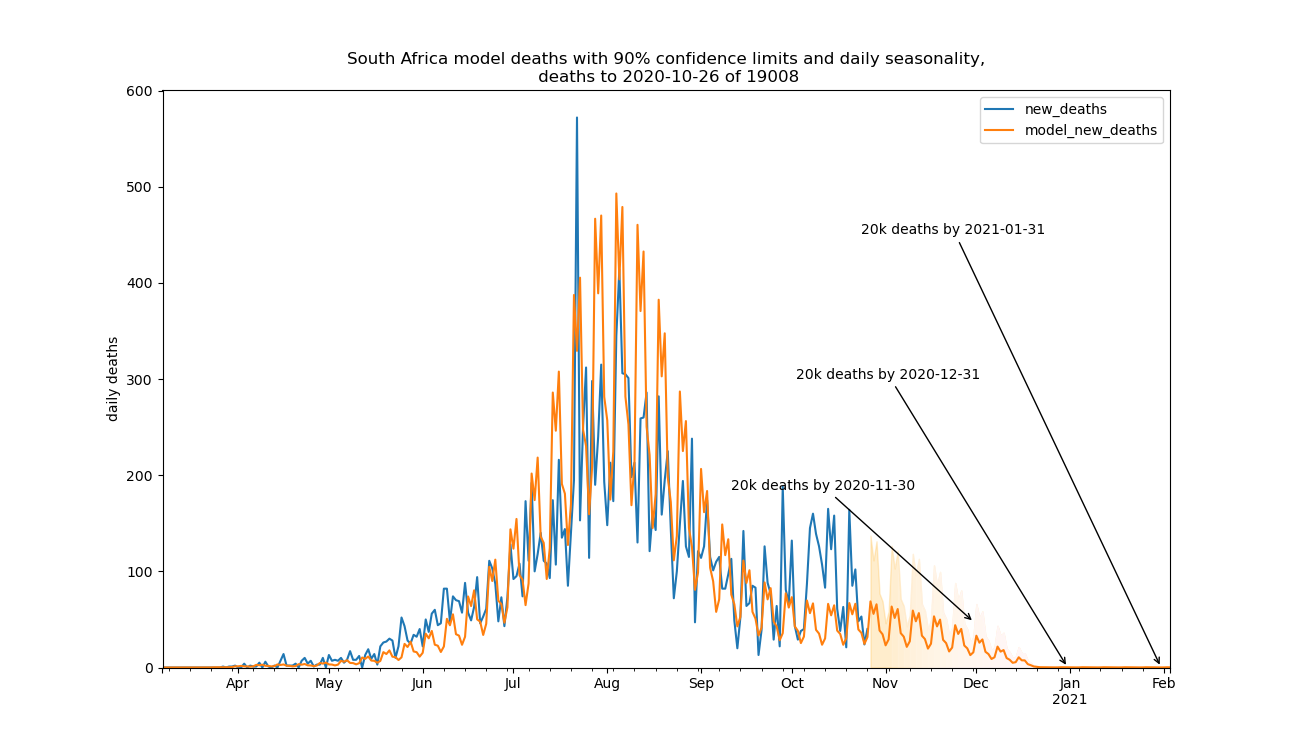 South Africa model deaths with 90% confidence limits and daily seasonality,
deaths to 2020-10-26 of 19008
600
500
400
300
200
100
0
daily deaths
new_deaths
model_new_deaths
20k deaths by 2021-01-31
20k deaths by 2020-12-31
20k deaths by 2020-11-30
Apr May Jun Jul Aug Sep Oct Nov Dec Jan Feb
2021